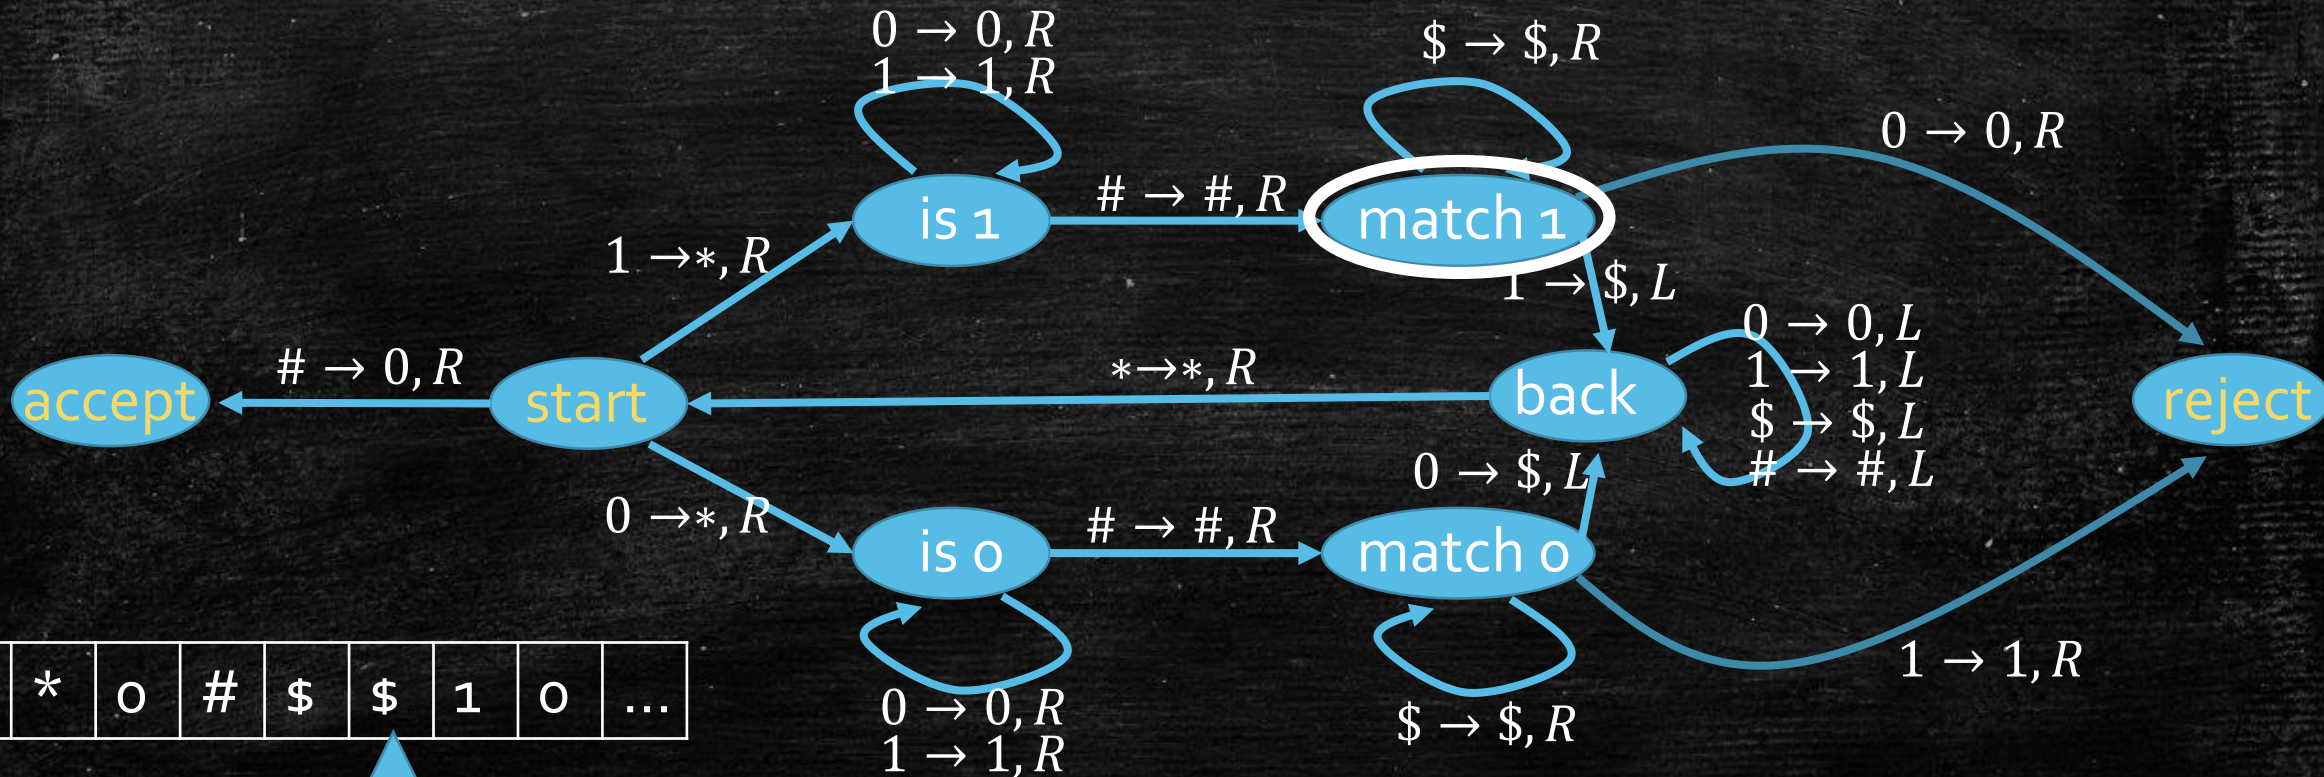 0 → 0, R
1 → 1, R
$ → $, R
0 → 0, R
# → #, R
is 1
match 1
1 →*, R
1 → $, L
0 → 0, L
1 → 1, L
$ → $, L
# → #, L
# → 0, R
*→*, R
accept
start
back
reject
0 → $, L
0 →*, R
# → #, R
is 0
match 0
1 → 1, R
* 0 # $ $ 1 0 ...
0 → 0, R
1 → 1, R
$ → $, R